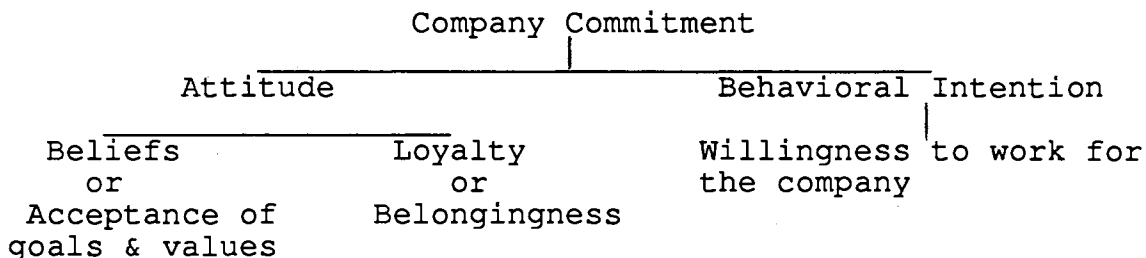 Company Commitment
Attitude Behavioral Intention
Beliefs Loyalty Willingness to work for
or or the company
Acceptance of Belongingness
goals & values